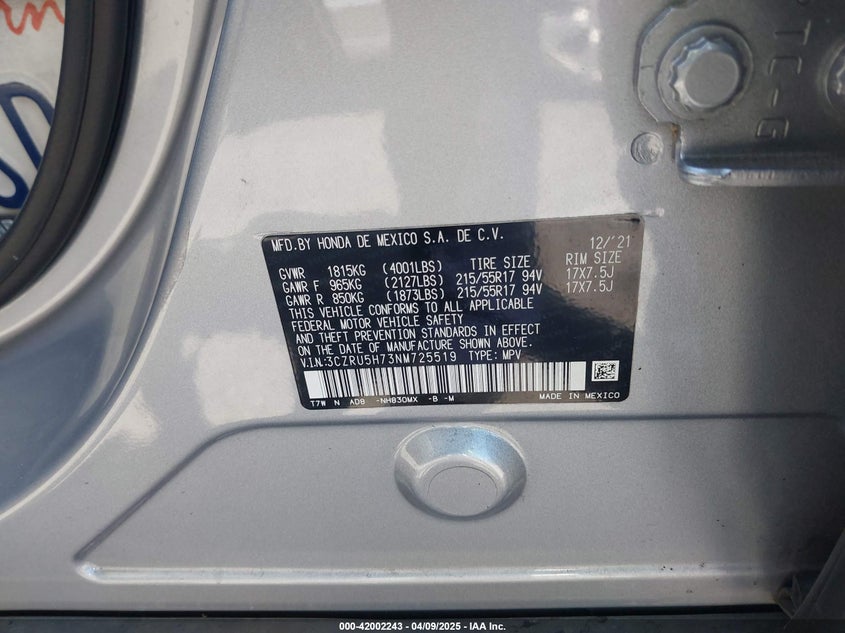 TC-G
MFD.BY HONDA DE MEXICO S.A. DE C.V. 12/'21
GVWR 1815KG (4001LBS) TIRE SIZE RIM SIZE
GAWR F 965KG (2127LBS) 215/55R17 94V 17X7.5J
GAWR R 850KG (1873LBS) 215/55R17 94V 17X7.5J
THIS VEHICLE CONFORMS TO ALL APPLICABLE
FEDERAL MOTOR VEHICLE SAFETY
AND THEFT PREVENTION STANDARDS IN EFFECT
ON THE DATE OF MANUFACTURE SHOWN ABOVE.
V.I.N:3CZRU5H73NM725519 TYPE: MPV
T7W N AD8 -NH830MX -B -M MADE IN MEXICO
000-42002243 - 04/09/2025 - IAA Inc.